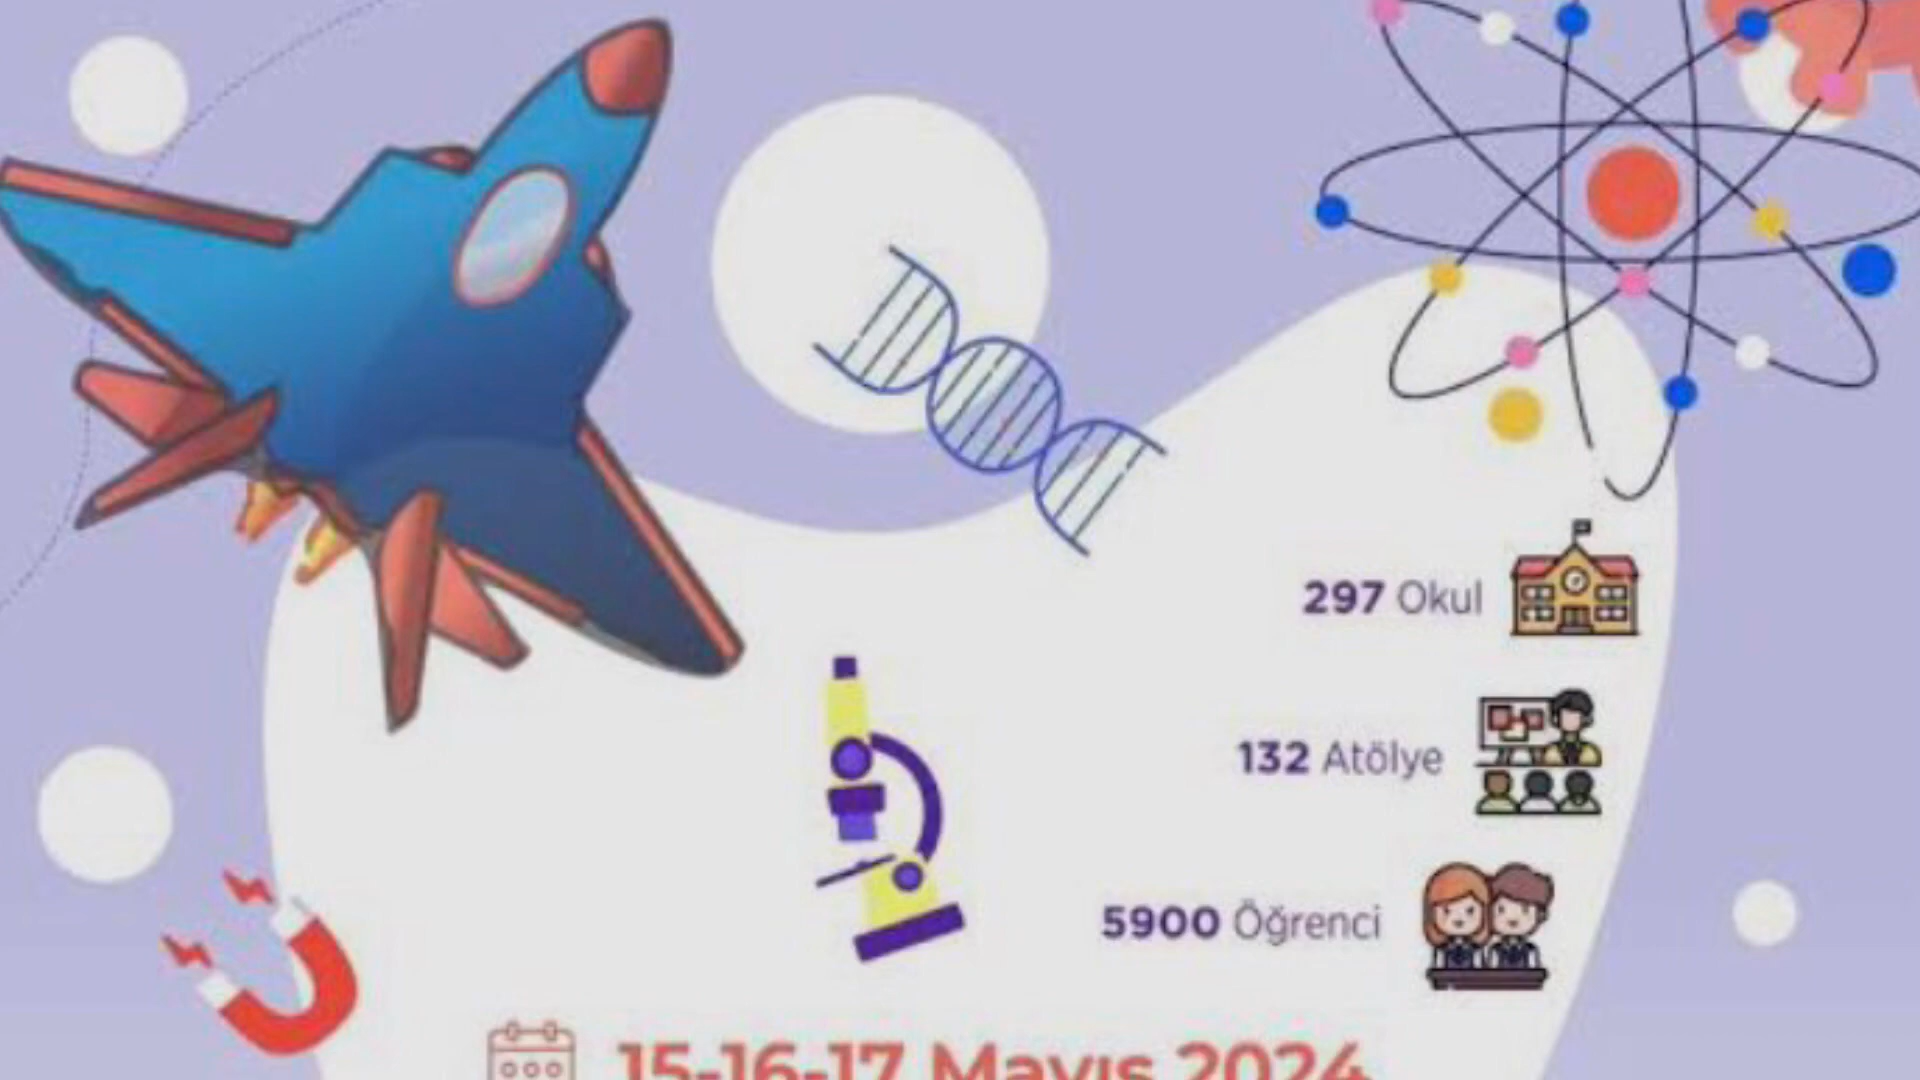 297 Okul
132 Atölye
5900 Öğrenci
15-16-17 Mayıs 2024